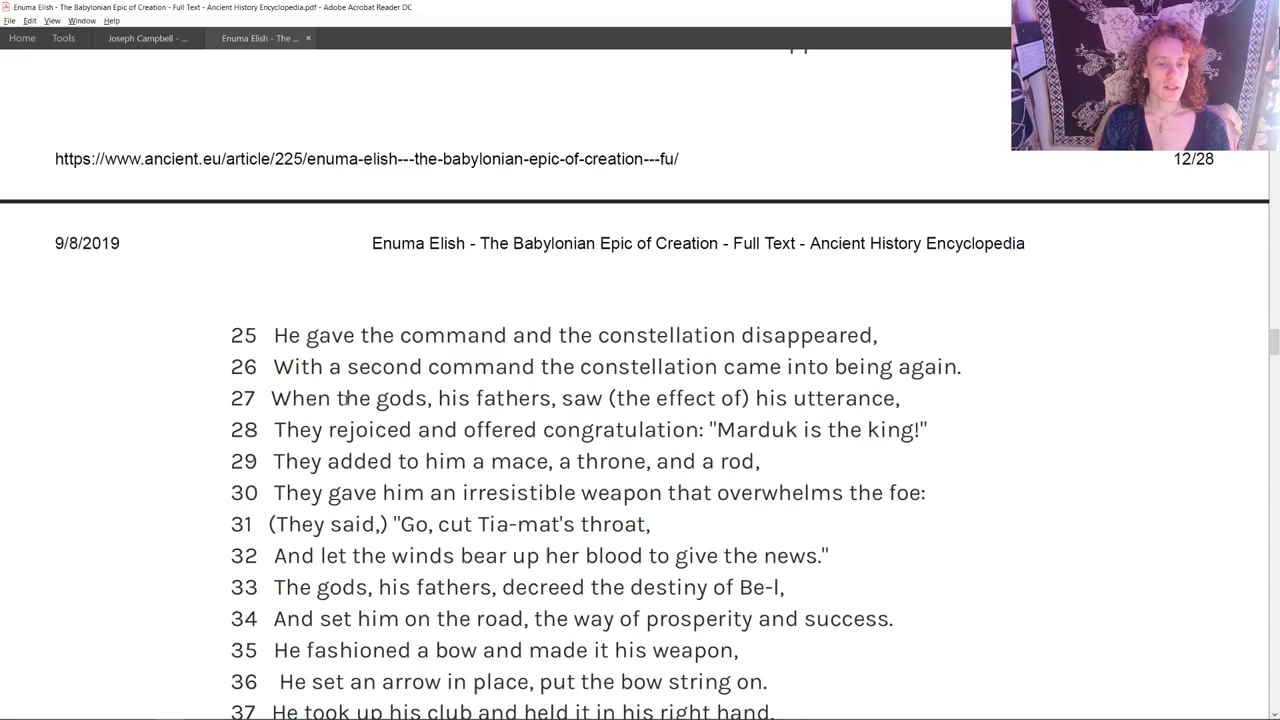 Enuma Elish - The Babylonian Epic of Creation - Full Text - Ancient History Encyclopedia.pdf - Adobe Acrobat Reader DC
File Edit View Window Help
Home Tools Joseph Campbell - ... Enuma Elish - The ... ×
https://www.ancient.eu/article/225/enuma-elish---the-babylonian-epic-of-creation---fu/ 12/28
9/8/2019 Enuma Elish - The Babylonian Epic of Creation - Full Text - Ancient History Encyclopedia
25 He gave the command and the constellation disappeared,
26 With a second command the constellation came into being again.
27 When the gods, his fathers, saw (the effect of) his utterance,
28 They rejoiced and offered congratulation: "Marduk is the king!"
29 They added to him a mace, a throne, and a rod,
30 They gave him an irresistible weapon that overwhelms the foe:
31 (They said,) "Go, cut Tia-mat's throat,
32 And let the winds bear up her blood to give the news."
33 The gods, his fathers, decreed the destiny of Be-l,
34 And set him on the road, the way of prosperity and success.
35 He fashioned a bow and made it his weapon,
36 He set an arrow in place, put the bow string on.
37 He took up his club and held it in his right hand,